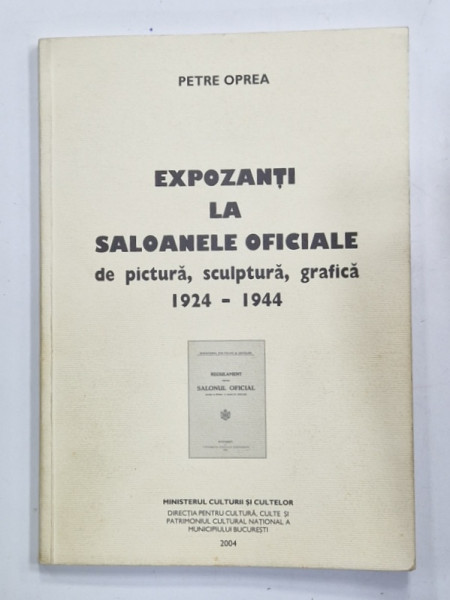 PETRE OPREA
EXPOZANȚI
LA
SALOANELE OFICIALE
de pictură, sculptură, grafică
1924 - 1944
REGULAMENT
SALONUL OFICIAL
MINISTERUL CULTURII ȘI CULTELOR
DIRECȚIA PENTRU CULTURĂ, CULTE ȘI
PATRIMONIUL CULTURAL NAȚIONAL A
MUNICIPIULUI BUCUREȘTI
2004